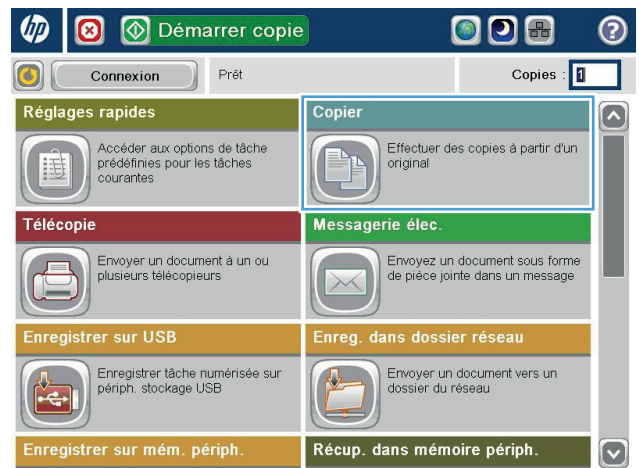 hp
Démarrer copie
?
Connexion
Prêt
Copies :
1
Réglages rapides
Accéder aux options de tâche
prédéfinies pour les tâches
courantes
Copier
Effectuer des copies à partir d'un
original
Télécopie
Envoyer un document à un ou
plusieurs télécopieurs
Messagerie élec.
Envoyez un document sous forme
de pièce jointe dans un message
Enregistrer sur USB
Enregistrer tâche numérisée sur
périph. stockage USB
Enreg. dans dossier réseau
Envoyer un document vers un
dossier du réseau
Enregistrer sur mém. périph.
Récup. dans mémoire périph.